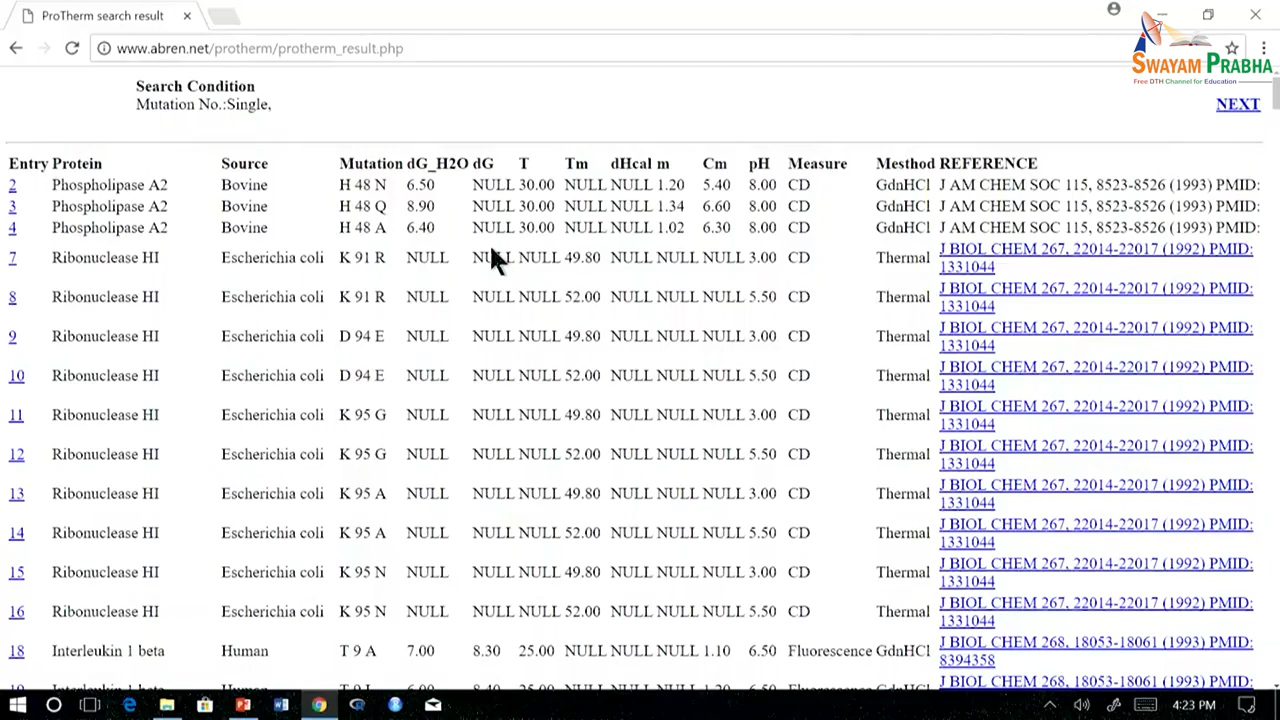 ProTherm search result
www.abren.net/protherm/protherm_result.php
SWAYAM PRABHA
Free DTH Channel for Education
Search Condition
Mutation No.:Single,
NEXT
Entry Protein Source Mutation dG_H2O dG T Tm dHcal m Cm pH Measure Mesthod REFERENCE
2 Phospholipase A2 Bovine H 48 N 6.50 NULL 30.00 NULL NULL 1.20 5.40 8.00 CD GdnHCl J AM CHEM SOC 115, 8523-8526 (1993) PMID:
3 Phospholipase A2 Bovine H 48 Q 8.90 NULL 30.00 NULL NULL 1.34 6.60 8.00 CD GdnHCl J AM CHEM SOC 115, 8523-8526 (1993) PMID:
4 Phospholipase A2 Bovine H 48 A 6.40 NULL 30.00 NULL NULL 1.02 6.30 8.00 CD GdnHCl J AM CHEM SOC 115, 8523-8526 (1993) PMID:
7 Ribonuclease HI Escherichia coli K 91 R NULL NULL NULL 49.80 NULL NULL NULL 3.00 CD Thermal J BIOL CHEM 267, 22014-22017 (1992) PMID:
1331044
8 Ribonuclease HI Escherichia coli K 91 R NULL NULL NULL 52.00 NULL NULL NULL 5.50 CD Thermal J BIOL CHEM 267, 22014-22017 (1992) PMID:
1331044
9 Ribonuclease HI Escherichia coli D 94 E NULL NULL NULL 49.80 NULL NULL NULL 3.00 CD Thermal J BIOL CHEM 267, 22014-22017 (1992) PMID:
1331044
10 Ribonuclease HI Escherichia coli D 94 E NULL NULL NULL 52.00 NULL NULL NULL 5.50 CD Thermal J BIOL CHEM 267, 22014-22017 (1992) PMID:
1331044
11 Ribonuclease HI Escherichia coli K 95 G NULL NULL NULL 49.80 NULL NULL NULL 3.00 CD Thermal J BIOL CHEM 267, 22014-22017 (1992) PMID:
1331044
12 Ribonuclease HI Escherichia coli K 95 G NULL NULL NULL 52.00 NULL NULL NULL 5.50 CD Thermal J BIOL CHEM 267, 22014-22017 (1992) PMID:
1331044
13 Ribonuclease HI Escherichia coli K 95 A NULL NULL NULL 49.80 NULL NULL NULL 3.00 CD Thermal J BIOL CHEM 267, 22014-22017 (1992) PMID:
1331044
14 Ribonuclease HI Escherichia coli K 95 A NULL NULL NULL 52.00 NULL NULL NULL 5.50 CD Thermal J BIOL CHEM 267, 22014-22017 (1992) PMID:
1331044
15 Ribonuclease HI Escherichia coli K 95 N NULL NULL NULL 49.80 NULL NULL NULL 3.00 CD Thermal J BIOL CHEM 267, 22014-22017 (1992) PMID:
1331044
16 Ribonuclease HI Escherichia coli K 95 N NULL NULL NULL 52.00 NULL NULL NULL 5.50 CD Thermal J BIOL CHEM 267, 22014-22017 (1992) PMID:
1331044
18 Interleukin 1 beta Human T 9 A 7.00 8.30 25.00 NULL NULL NULL 1.10 6.50 Fluorescence GdnHCl J BIOL CHEM 268, 18053-18061 (1993) PMID:
8394358
J BIOL CHEM 268, 18053-18061 (1993) PMID:
4:23 PM